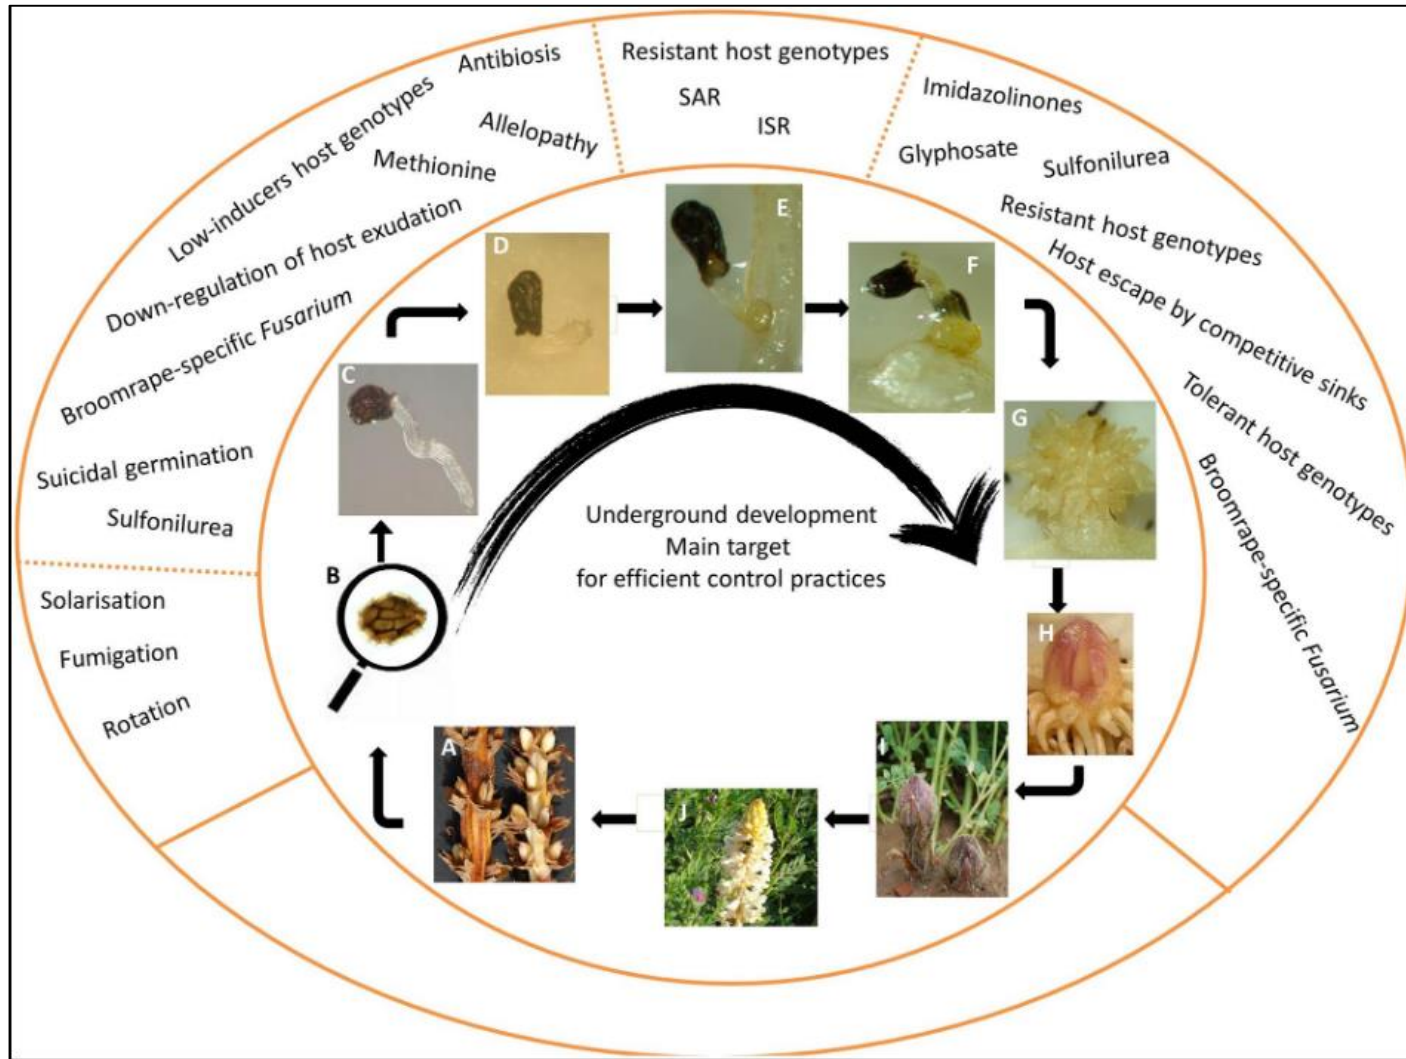 Antibiosis
Low-inducers host genotypes
Allelopathy
Methionine
Down-regulation of host exudation
Broomrape-specific Fusarium
Suicidal germination
Sulfonilurea
Solarisation
Fumigation
Rotation
Resistant host genotypes
SAR
ISR
Imidazolinones
Glyphosate
Sulfonilurea
Resistant host genotypes
Host escape by competitive sinks
Tolerant host genotypes
Broomrape-specific Fusarium
A
B
C
D
E
F
G
H
I
J
Underground development
Main target
for efficient control practices